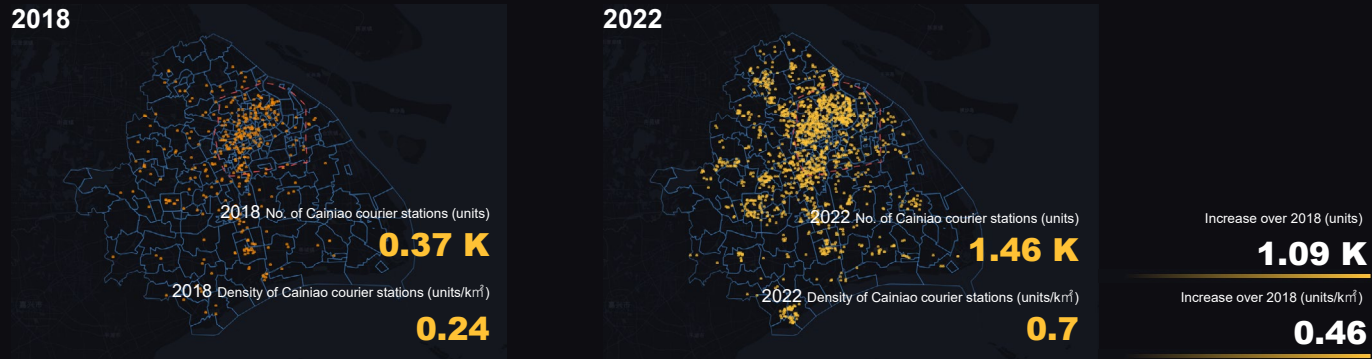 2018
2018 No. of Cainiao courier stations (units)
0.37 K
2018 Density of Cainiao courier stations (units/k㎡)
0.24
2022
2022 No. of Cainiao courier stations (units)
1.46 K
2022 Density of Cainiao courier stations (units/k㎡)
0.7
Increase over 2018 (units)
1.09 K
Increase over 2018 (units/k㎡)
0.46